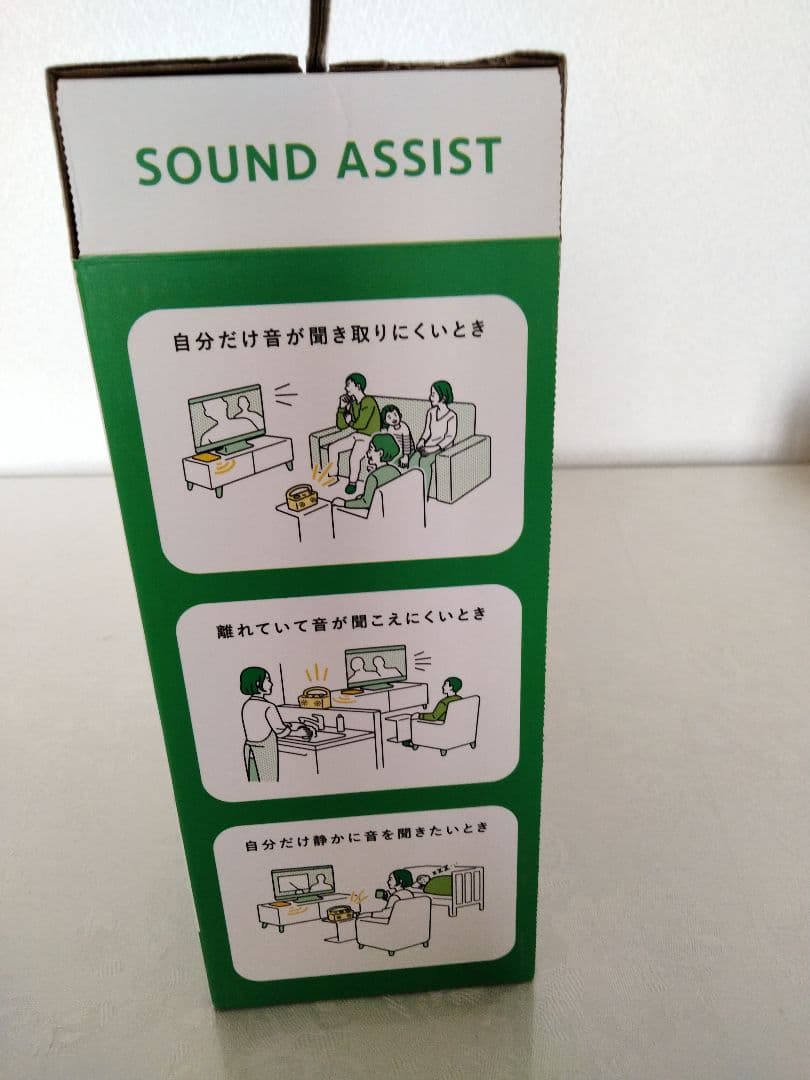 SOUND ASSIST
自分だけ音が聞き取りにくいとき
離れていて音が聞こえにくいとき
自分だけ静かに音を聞きたいとき
zzz